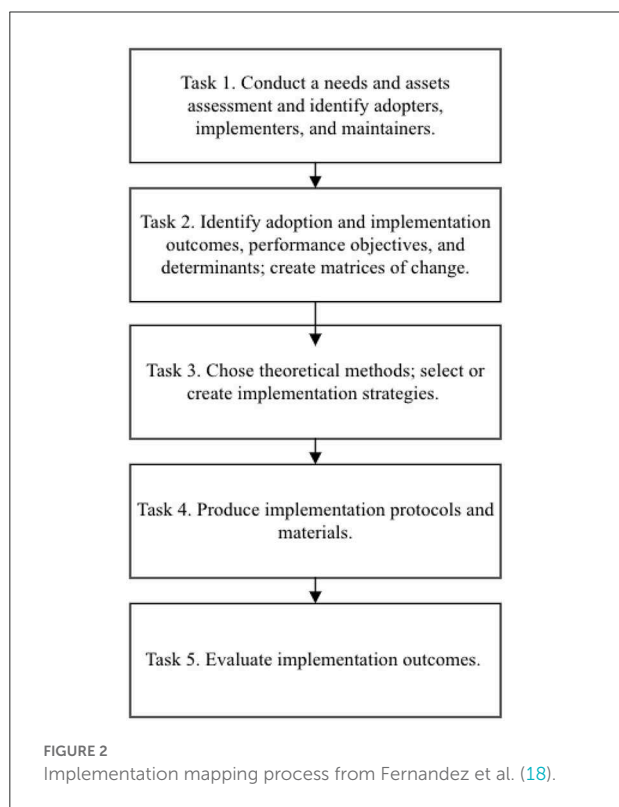 Task 1. Conduct a needs and assets
assessment and identify adopters,
implementers, and maintainers.
Task 2. Identify adoption and implementation
outcomes, performance objectives, and
determinants; create matrices of change.
Task 3. Chose theoretical methods; select or
create implementation strategies.
Task 4. Produce implementation protocols and
materials.
Task 5. Evaluate implementation outcomes.
FIGURE 2
Implementation mapping process from Fernandez et al. (18).